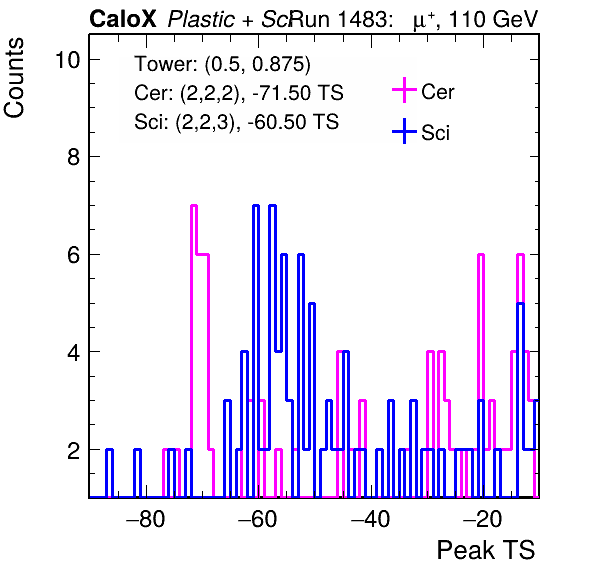 CaloX Plastic + Sci Run 1483: μ⁺, 110 GeV
Counts
Tower: (0.5, 0.875)
Cer: (2,2,2), -71.50 TS
Sci: (2,2,3), -60.50 TS
Cer
Sci
10
8
6
4
2
−80 −60 −40 −20
Peak TS